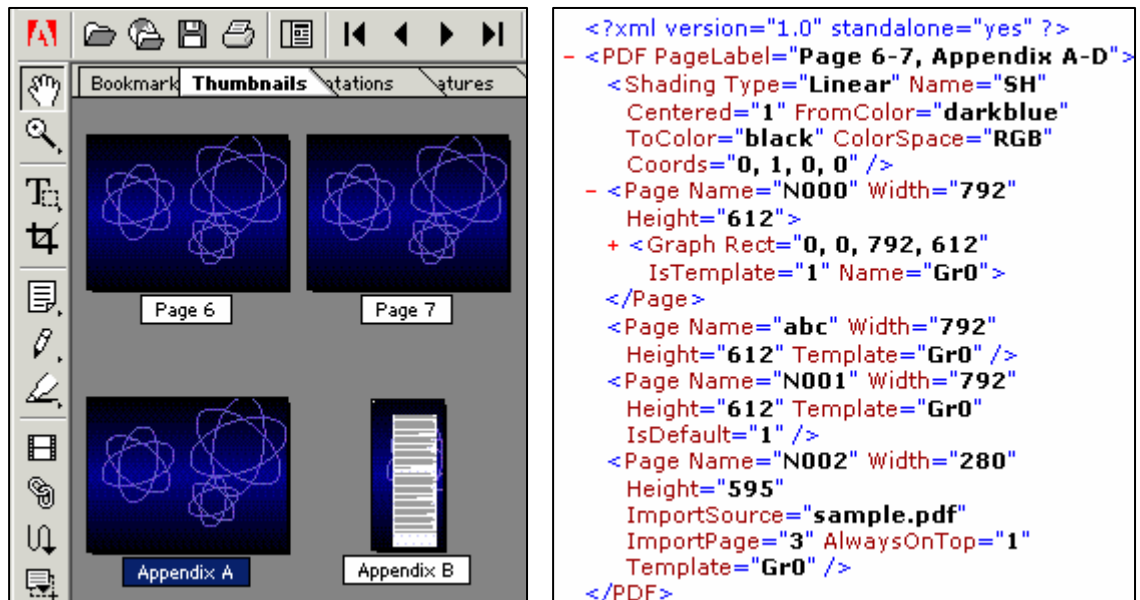 Bookmark Thumbnails otations atures
Page 6
Page 7
Appendix A
Appendix B
<?xml version="1.0" standalone="yes" ?>
- <PDF PageLabel="Page 6-7, Appendix A-D">
<Shading Type="Linear" Name="SH"
Centered="1" FromColor="darkblue"
ToColor="black" ColorSpace="RGB"
Coords="0, 1, 0, 0" />
- <Page Name="N000" Width="792"
Height="612">
+ <Graph Rect="0, 0, 792, 612"
IsTemplate="1" Name="Gr0">
</Page>
<Page Name="abc" Width="792"
Height="612" Template="Gr0" />
<Page Name="N001" Width="792"
Height="612" Template="Gr0"
IsDefault="1" />
<Page Name="N002" Width="280"
Height="595"
ImportSource="sample.pdf"
ImportPage="3" AlwaysOnTop="1"
Template="Gr0" />
</PDF>